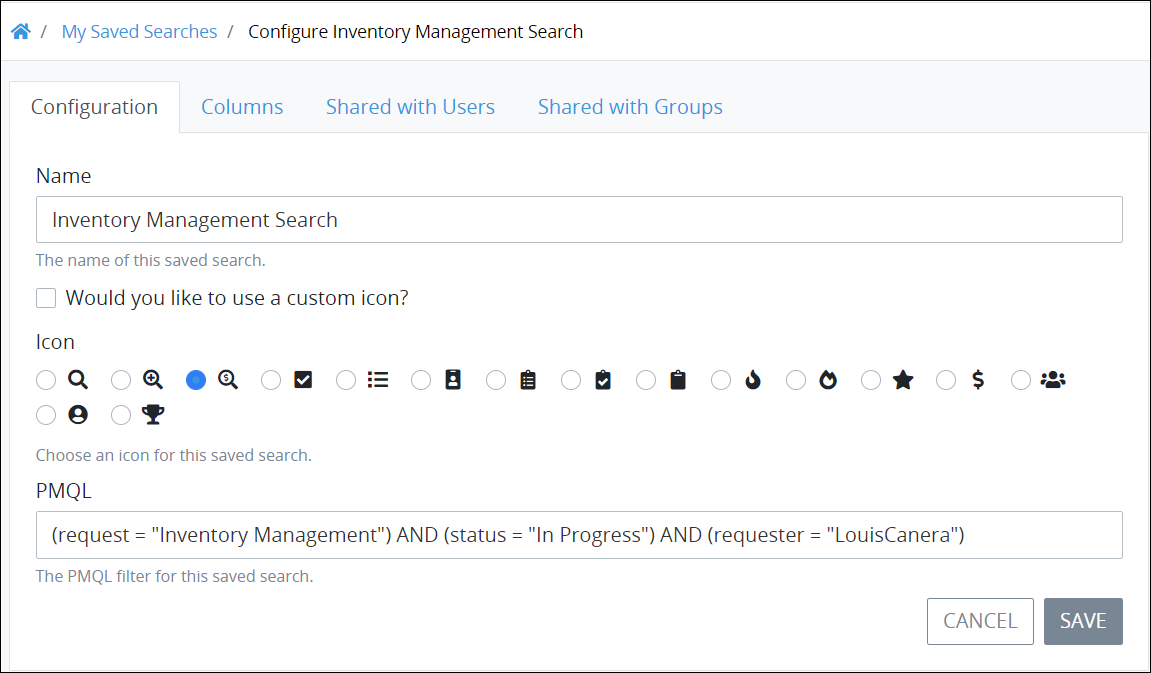 / My Saved Searches / Configure Inventory Management Search
Configuration Columns Shared with Users Shared with Groups
Name
Inventory Management Search
The name of this saved search.
Would you like to use a custom icon?
Icon
Choose an icon for this saved search.
PMQL
(request = "Inventory Management") AND (status = "In Progress") AND (requester = "LouisCanera")
The PMQL filter for this saved search.
CANCEL SAVE